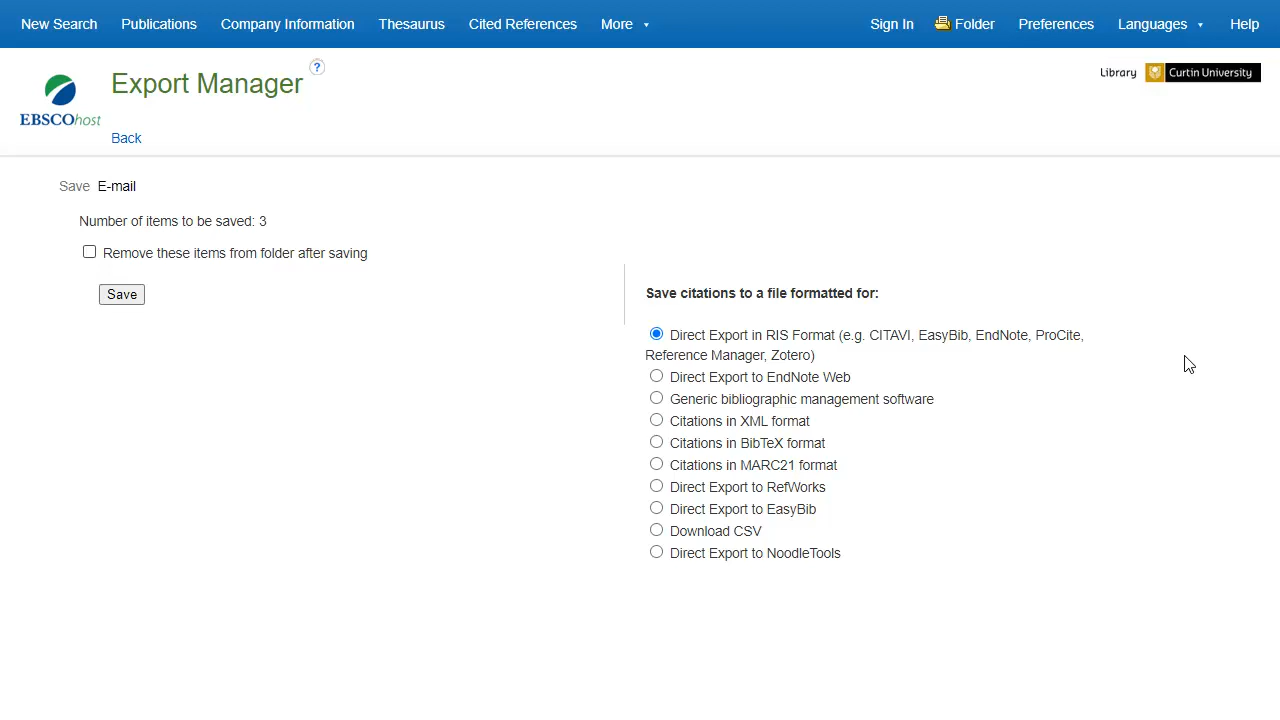 New Search Publications Company Information Thesaurus Cited References More Sign In Folder Preferences Languages Help
Export Manager ?
Library Curtin University
EBSCOhost
Back
Save E-mail
Number of items to be saved: 3
Remove these items from folder after saving
Save
Save citations to a file formatted for:
Direct Export in RIS Format (e.g. CITAVI, EasyBib, EndNote, ProCite,
Reference Manager, Zotero)
Direct Export to EndNote Web
Generic bibliographic management software
Citations in XML format
Citations in BibTeX format
Citations in MARC21 format
Direct Export to RefWorks
Direct Export to EasyBib
Download CSV
Direct Export to NoodleTools